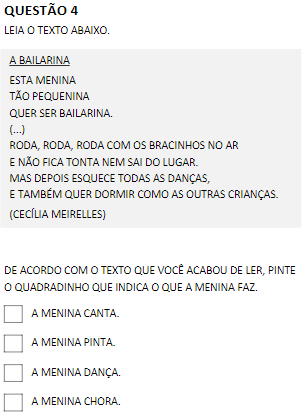 QUESTÃO 4
LEIA O TEXTO ABAIXO.
A BAILARINA
ESTA MENINA
TÃO PEQUENINA
QUER SER BAILARINA.
(...)
RODA, RODA, RODA COM OS BRACINHOS NO AR
E NÃO FICA TONTA NEM SAI DO LUGAR.
MAS DEPOIS ESQUECE TODAS AS DANÇAS,
E TAMBÉM QUER DORMIR COMO AS OUTRAS CRIANÇAS.
(CECÍLIA MEIRELLES)
DE ACORDO COM O TEXTO QUE VOCÊ ACABOU DE LER, PINTE
O QUADRADINHO QUE INDICA O QUE A MENINA FAZ.
A MENINA CANTA.
A MENINA PINTA.
A MENINA DANÇA.
A MENINA CHORA.